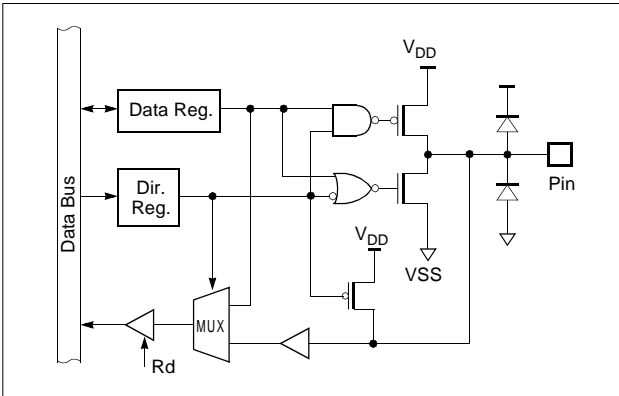 VDD
Data Reg.
Dir.
Reg.
Pin
Data Bus
VDD
VSS
MUX
Rd